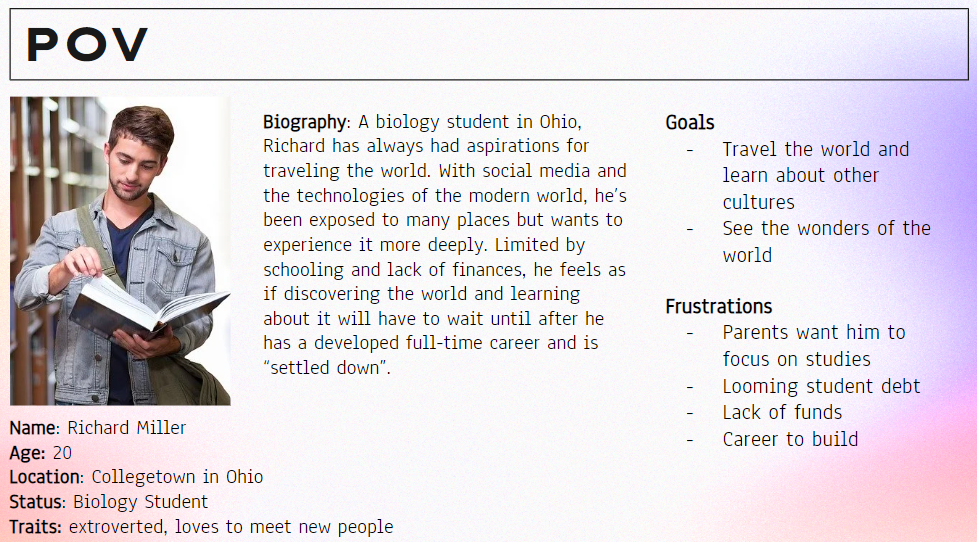 POV
Biography: A biology student in Ohio,
Richard has always had aspirations for
traveling the world. With social media and
the technologies of the modern world, he's
been exposed to many places but wants to
experience it more deeply. Limited by
schooling and lack of finances, he feels as
if discovering the world and learning
about it will have to wait until after he
has a developed full-time career and is
“settled down”.
Name: Richard Miller
Age: 20
Location: Collegetown in Ohio
Status: Biology Student
Traits: extroverted, loves to meet new people
Goals
- Travel the world and
learn about other
cultures
- See the wonders of the
world
Frustrations
- Parents want him to
focus on studies
- Looming student debt
- Lack of funds
- Career to build